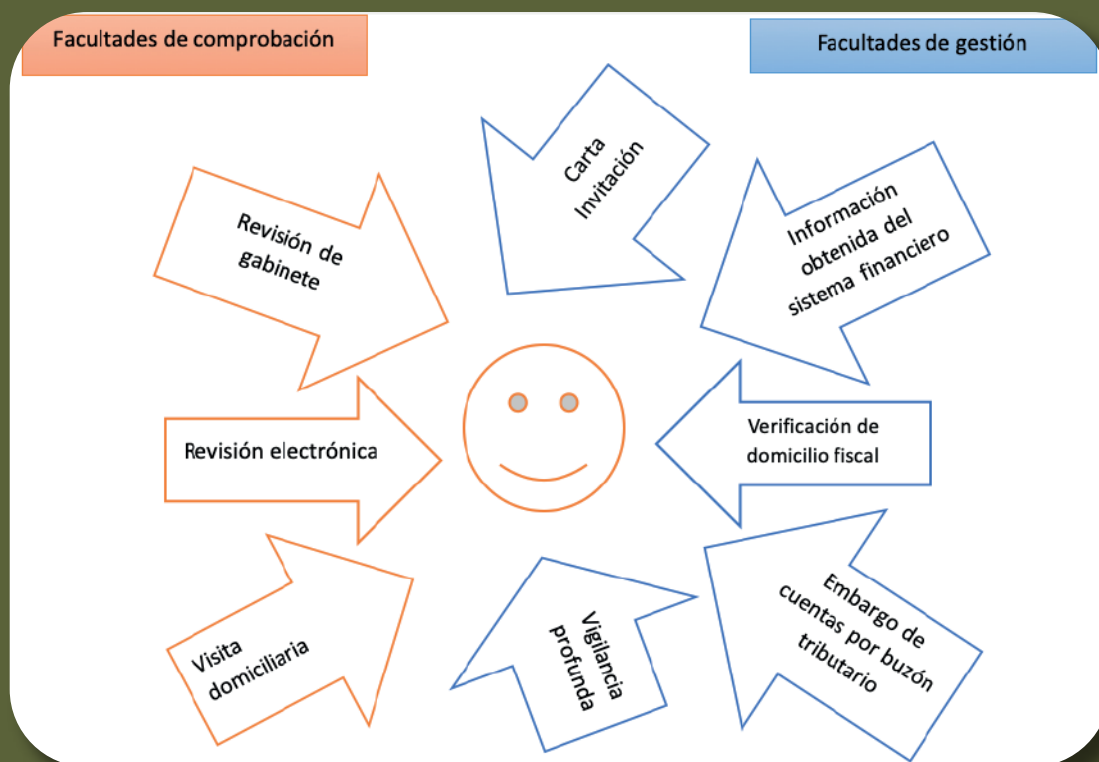 Facultades de comprobación
Facultades de gestión
Carta
Invitación
Información
obtenida del
sistema financiero
Revisión de
gabinete
Revisión electrónica
Verificación de
domicilio fiscal
Visita
domiciliaria
Vigilancia
profunda
Embargo de
cuentas por buzón
tributario